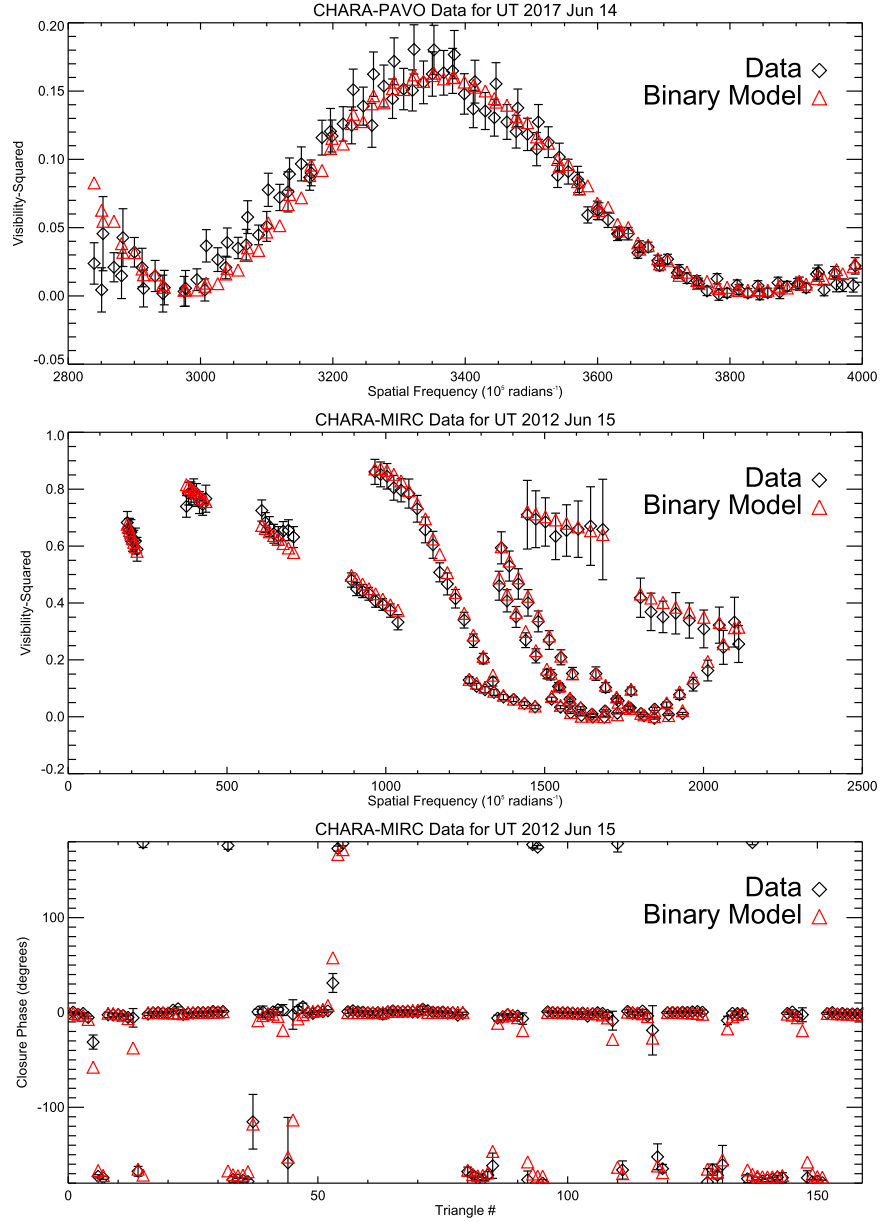 CHARA-PAVO Data for UT 2017 Jun 14
0.20
0.15
0.10
0.05
0.00
-0.05
Visibility-Squared
Data
Binary Model
2800 3000 3200 3400 3600 3800 4000
Spatial Frequency (10⁵ radians⁻¹)
CHARA-MIRC Data for UT 2012 Jun 15
1.0
0.8
0.6
0.4
0.2
0.0
-0.2
Visibility-Squared
Data
Binary Model
0 500 1000 1500 2000 2500
Spatial Frequency (10⁵ radians⁻¹)
CHARA-MIRC Data for UT 2012 Jun 15
100
0
-100
Closure Phase (degrees)
Data
Binary Model
0 50 100 150
Triangle #